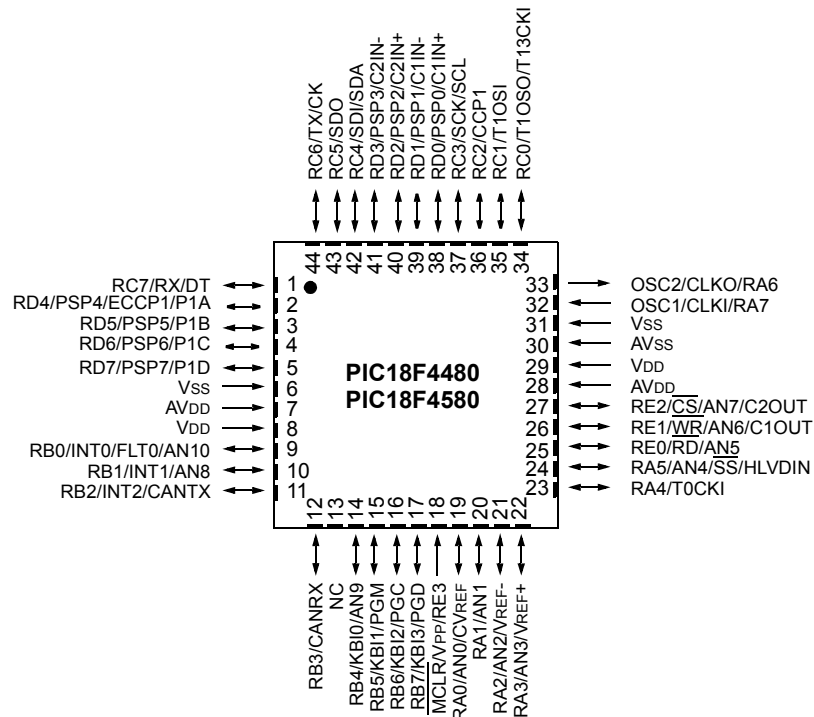 RC6/TX/CK
RC5/SDO
RC4/SDI/SDA
RD3/PSP3/C2IN-
RD2/PSP2/C2IN+
RD1/PSP1/C1IN-
RD0/PSP0/C1IN+
RC3/SCK/SCL
RC2/CCP1
RC1/T1OSI
RC0/T1OSO/T13CKI
44
43
42
41
40
39
38
37
36
35
34
RC7/RX/DT 1
RD4/PSP4/ECCP1/P1A 2
RD5/PSP5/P1B 3
RD6/PSP6/P1C 4
RD7/PSP7/P1D 5
VSS 6
AVDD 7
VDD 8
RB0/INT0/FLT0/AN10 9
RB1/INT1/AN8 10
RB2/INT2/CANTX 11
PIC18F4480
PIC18F4580
33 OSC2/CLKO/RA6
32 OSC1/CLKI/RA7
31 VSS
30 AVSS
29 VDD
28 AVDD
27 RE2/CS/AN7/C2OUT
26 RE1/WR/AN6/C1OUT
25 RE0/RD/AN5
24 RA5/AN4/SS/HLVDIN
23 RA4/T0CKI
12
13
14
15
16
17
18
19
20
21
22
RB3/CANRX
NC
RB4/KBI0/AN9
RB5/KBI1/PGM
RB6/KBI2/PGC
RB7/KBI3/PGD
MCLR/VPP/RE3
RA0/AN0/CVREF
RA1/AN1
RA2/AN2/VREF-
RA3/AN3/VREF+